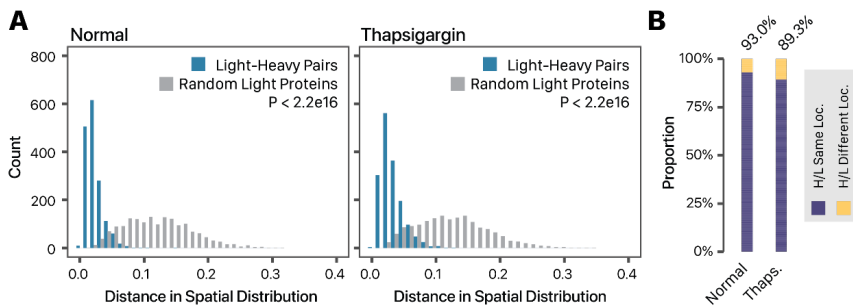 A
Normal
Count
800
600
400
200
0
Light-Heavy Pairs
Random Light Proteins
P < 2.2e16
0.0 0.1 0.2 0.3 0.4
Distance in Spatial Distribution
Thapsigargin
Light-Heavy Pairs
Random Light Proteins
P < 2.2e16
0.0 0.1 0.2 0.3 0.4
Distance in Spatial Distribution
B
93.0% 89.3%
Proportion
100%
75%
50%
25%
0%
Normal
Thaps.
H/L Same Loc.
H/L Different Loc.